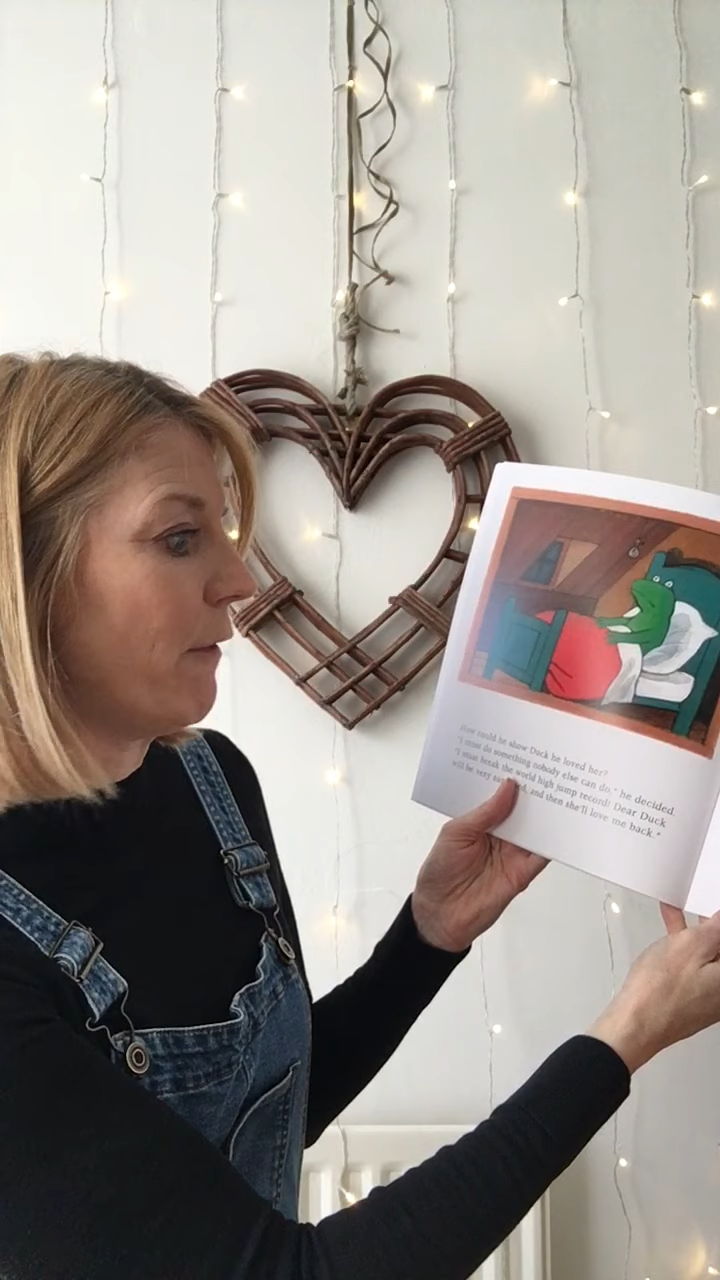 How could he show Duck he loved her?
"I must do something nobody else can do," he decided.
"I must break the world high jump record! Dear Duck
will be very and then she'll love me back."